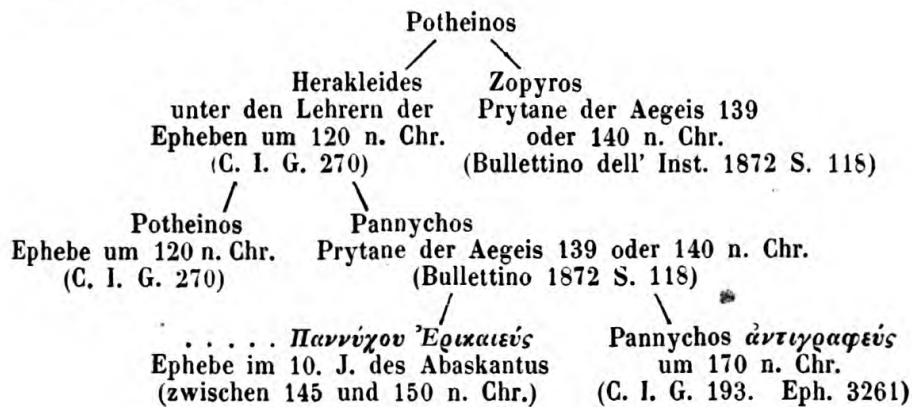 Potheinos
Herakleides Zopyros
unter den Lehrern der Prytane der Aegeis 139
Epheben um 120 n. Chr. oder 140 n. Chr.
(C. I. G. 270) (Bullettino dell' Inst. 1872 S. 118)
Potheinos Pannychos
Ephebe um 120 n. Chr. Prytane der Aegeis 139 oder 140 n. Chr.
(C. I. G. 270) (Bullettino 1872 S. 118)
. . . . . Παννύχου Ἐρικαιεύς Pannychos ἀντιγραφεύς
Ephebe im 10. J. des Abaskantus um 170 n. Chr.
(zwischen 145 und 150 n. Chr.) (C. I. G. 193. Eph. 3261)